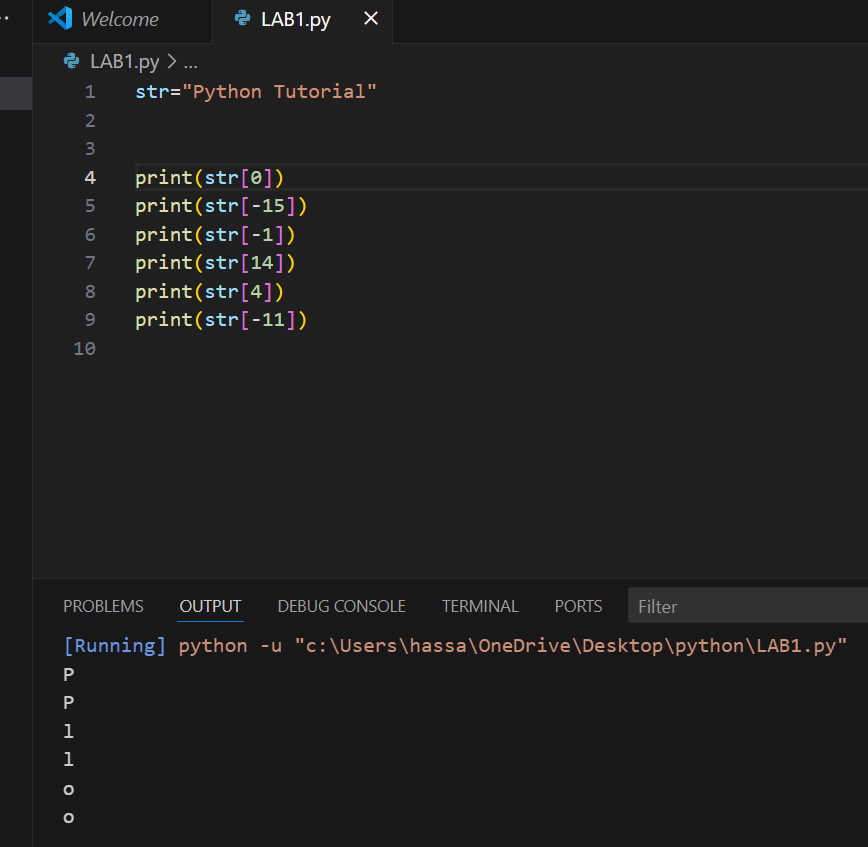 Welcome
LAB1.py
LAB1.py > ...
1 str="Python Tutorial"
2
3
4 print(str[0])
5 print(str[-15])
6 print(str[-1])
7 print(str[14])
8 print(str[4])
9 print(str[-11])
10
PROBLEMS OUTPUT DEBUG CONSOLE TERMINAL PORTS Filter
[Running] python -u "c:\Users\hassa\OneDrive\Desktop\python\LAB1.py"
P
P
l
l
o
o